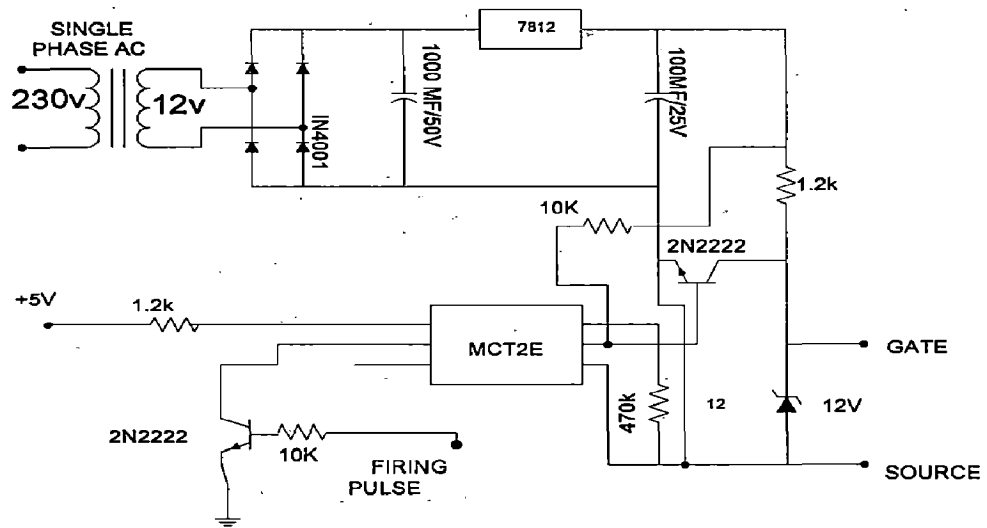 SINGLE
PHASE AC
230v
12v
IN4001
1000 MF/50V
7812
100MF/25V
1.2k
10K
2N2222
+5V
1.2k
MCT2E
GATE
470k
12
12V
2N2222
10K
FIRING
PULSE
SOURCE